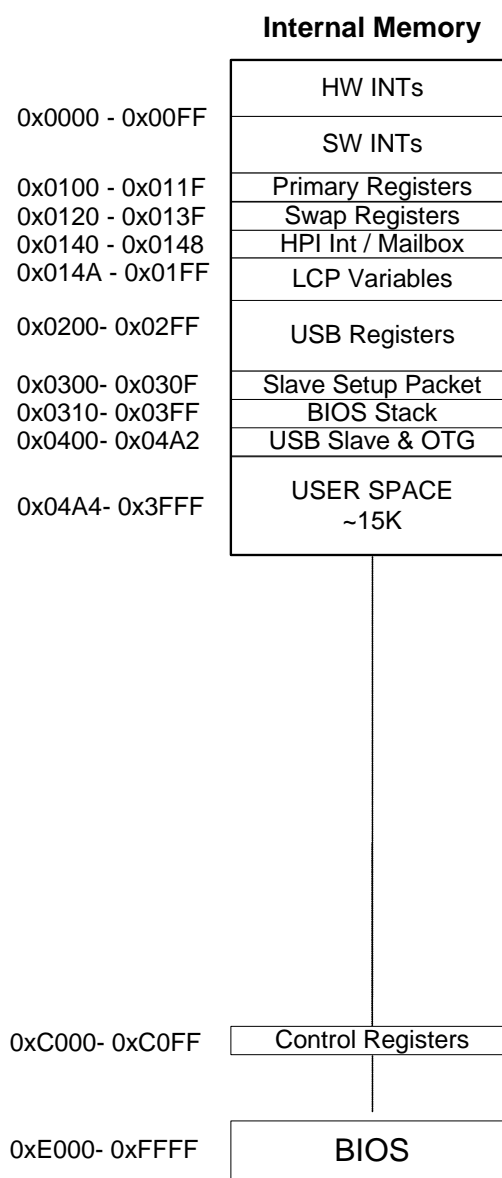 Internal Memory
HW INTs
0x0000 - 0x00FF
SW INTs
0x0100 - 0x011F Primary Registers
0x0120 - 0x013F Swap Registers
0x0140 - 0x0148 HPI Int / Mailbox
0x014A - 0x01FF LCP Variables
0x0200- 0x02FF USB Registers
0x0300- 0x030F Slave Setup Packet
0x0310- 0x03FF BIOS Stack
0x0400- 0x04A2 USB Slave & OTG
0x04A4- 0x3FFF USER SPACE
~15K
0xC000- 0xC0FF Control Registers
0xE000- 0xFFFF BIOS